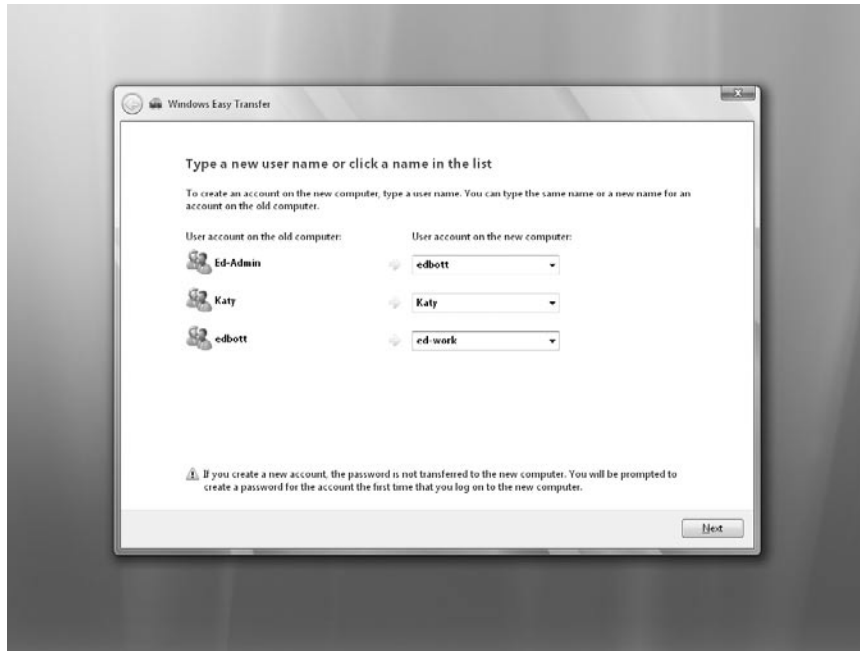 Windows Easy Transfer
Type a new user name or click a name in the list
To create an account on the new computer, type a user name. You can type the same name or a new name for an
account on the old computer.
User account on the old computer: User account on the new computer:
Ed-Admin edbott
Katy Katy
edbott ed-work
If you create a new account, the password is not transferred to the new computer. You will be prompted to
create a password for the account the first time that you log on to the new computer.
Next